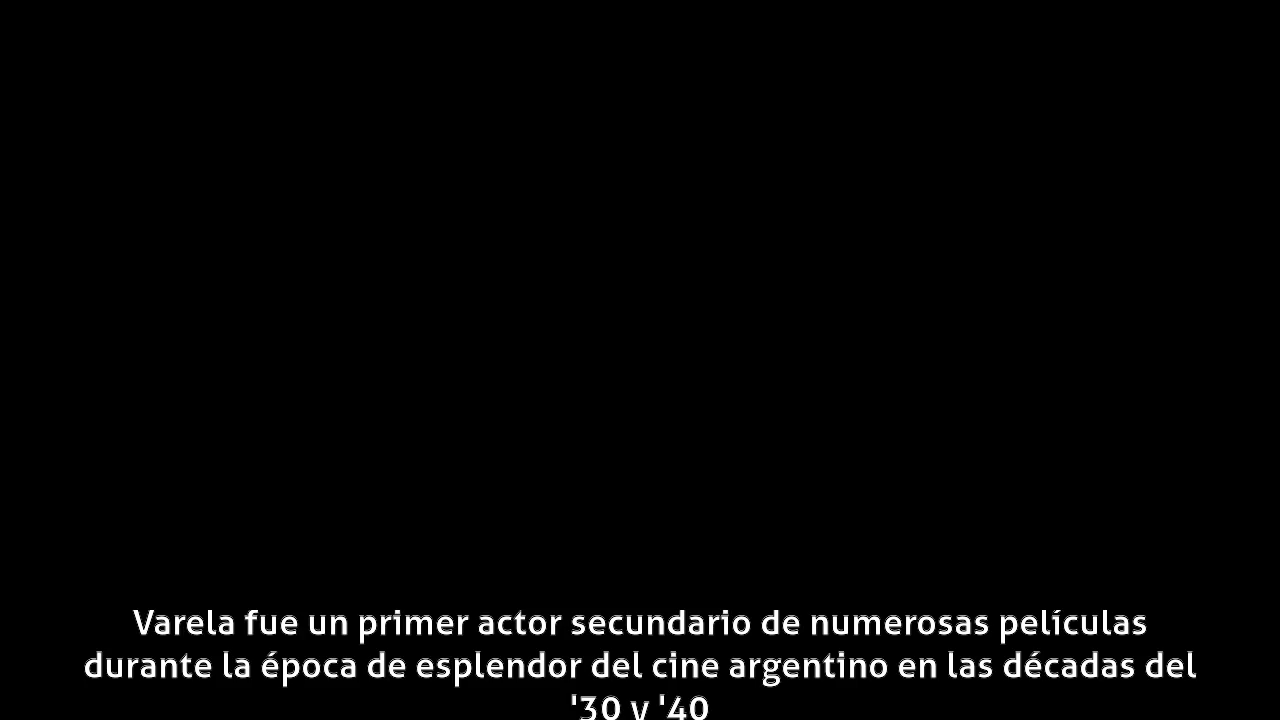 Varela fue un primer actor secundario de numerosas películas
durante la época de esplendor del cine argentino en las décadas del
'30 y '40